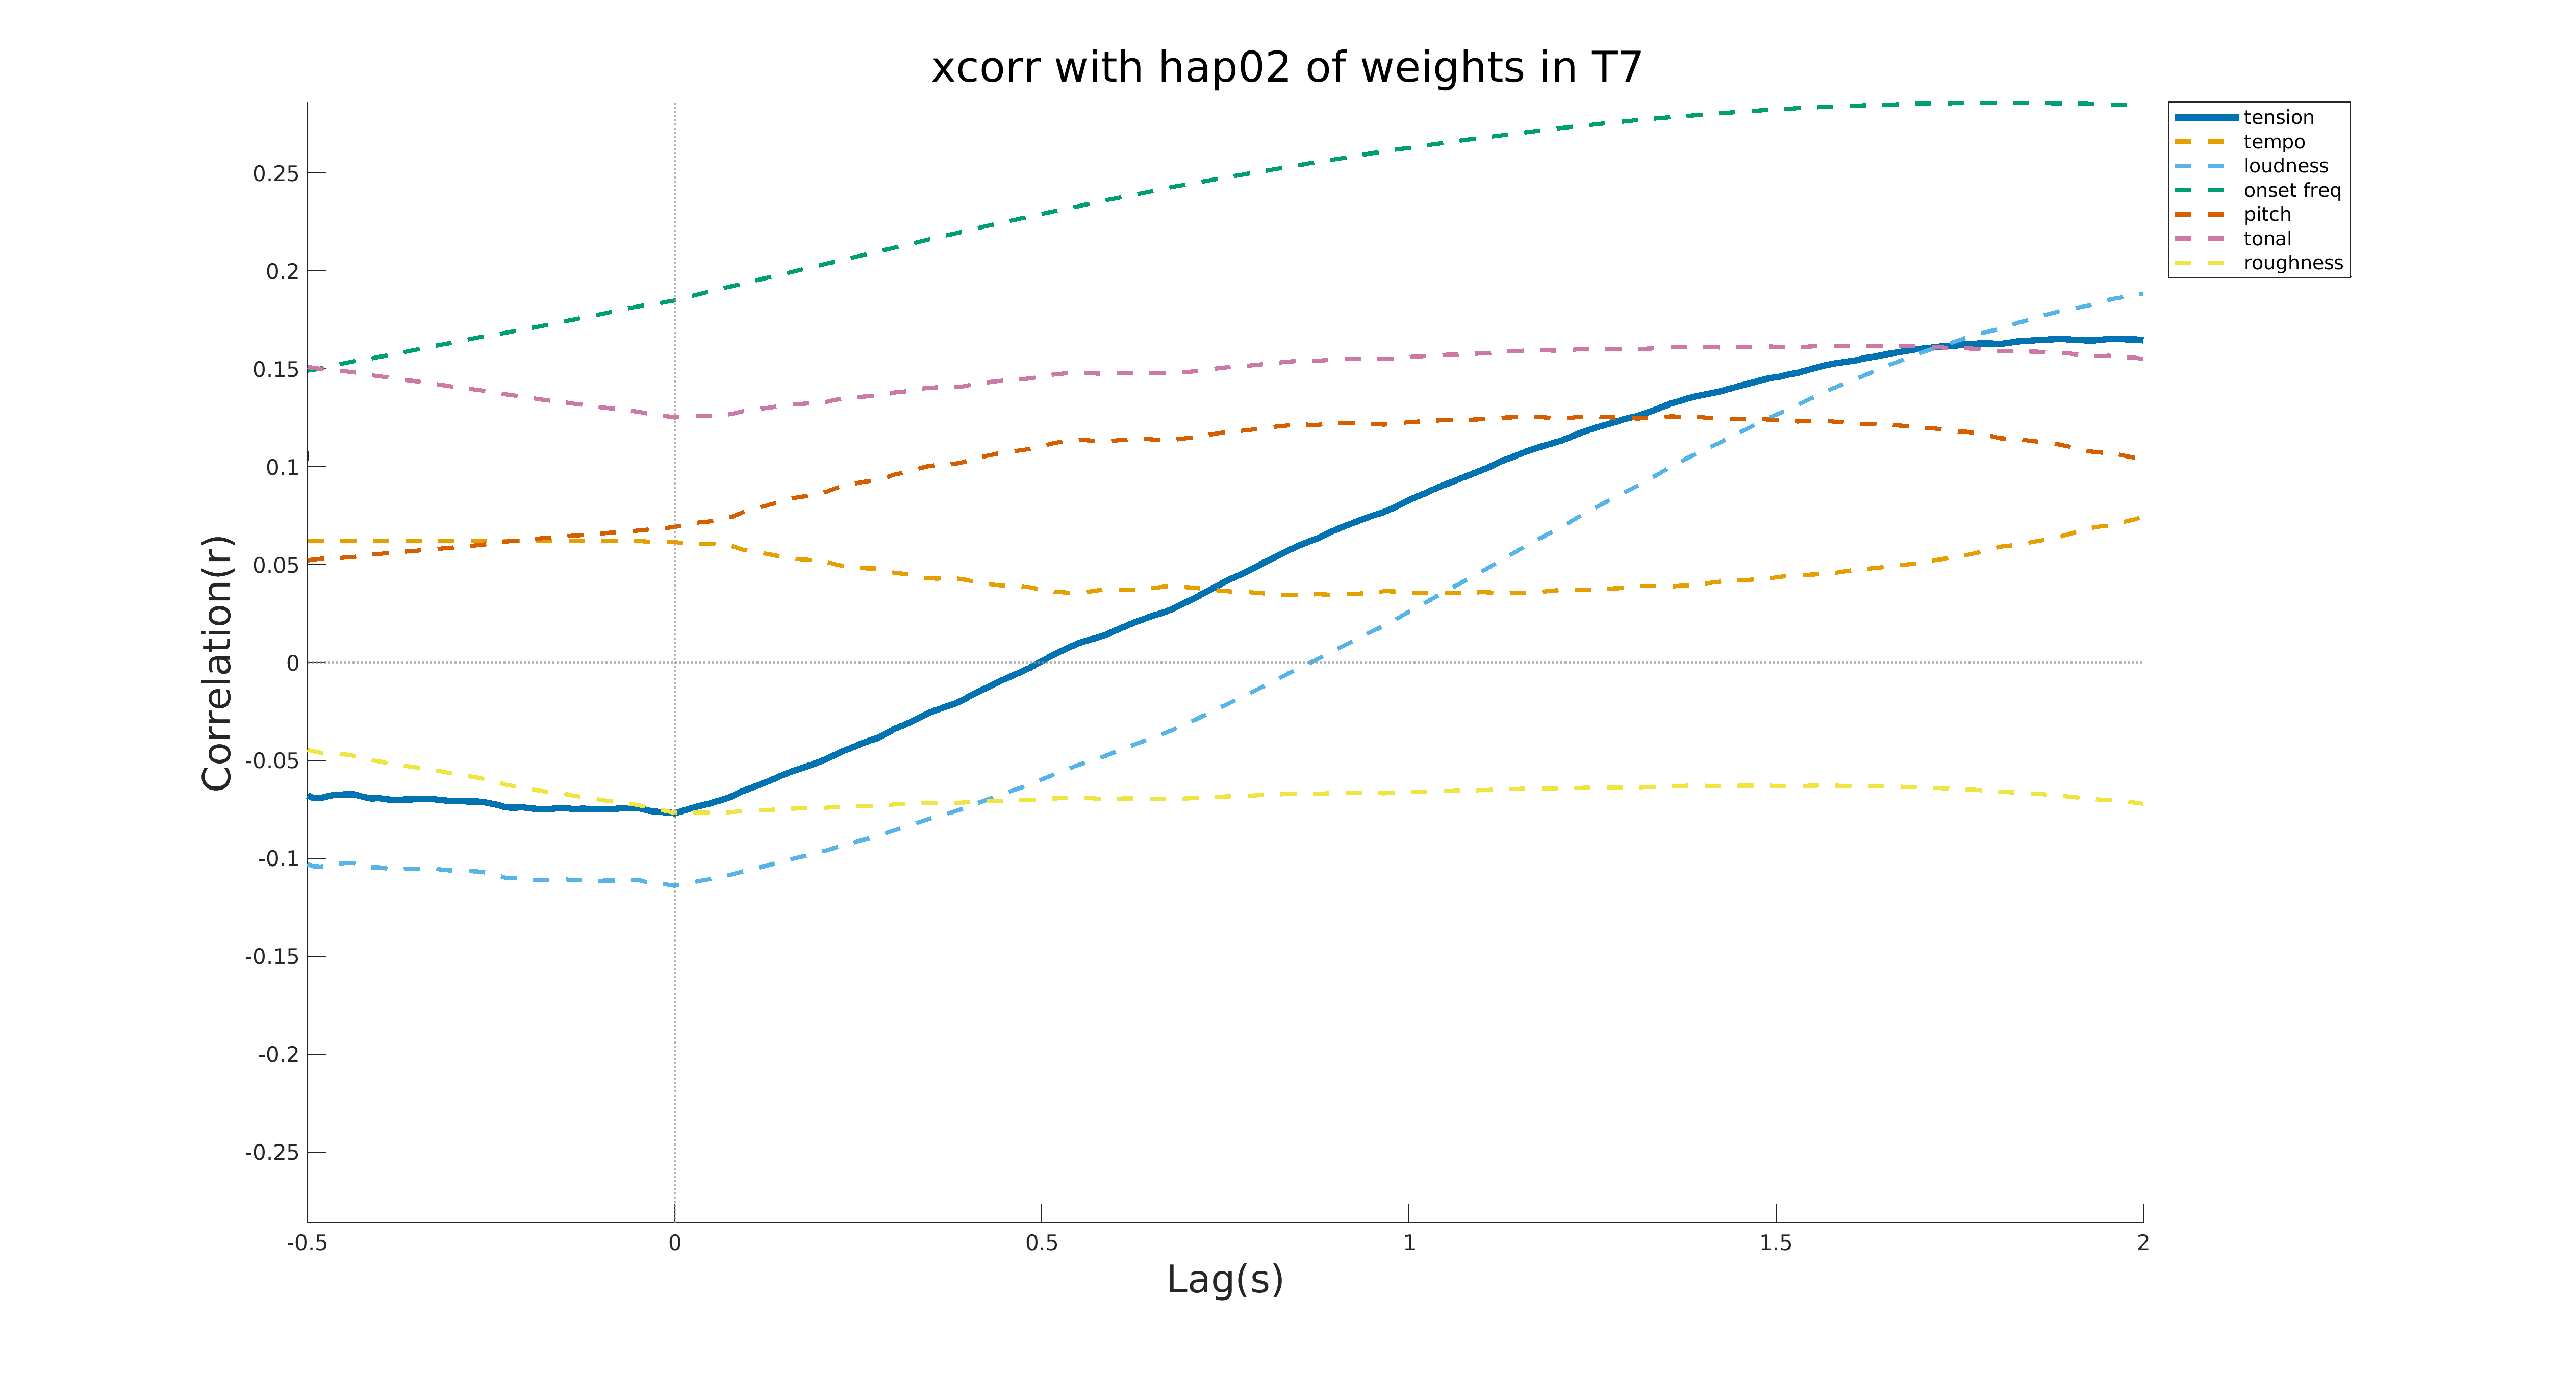 xcorr with hap02 of weights in T7
0.25
0.2
0.15
0.1
0.05
0
-0.05
-0.1
-0.15
-0.2
-0.25
Correlation(r)
-0.5
0
0.5
1
1.5
2
Lag(s)
tension
tempo
loudness
onset freq
pitch
tonal
roughness